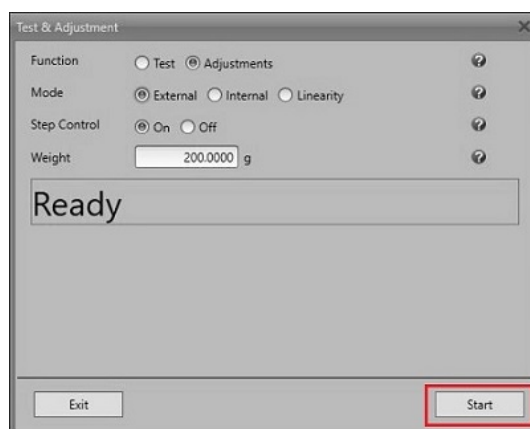 Test & Adjustment
Function Test Adjustments
Mode External Internal Linearity
Step Control On Off
Weight 200.0000 g
Ready
Exit Start